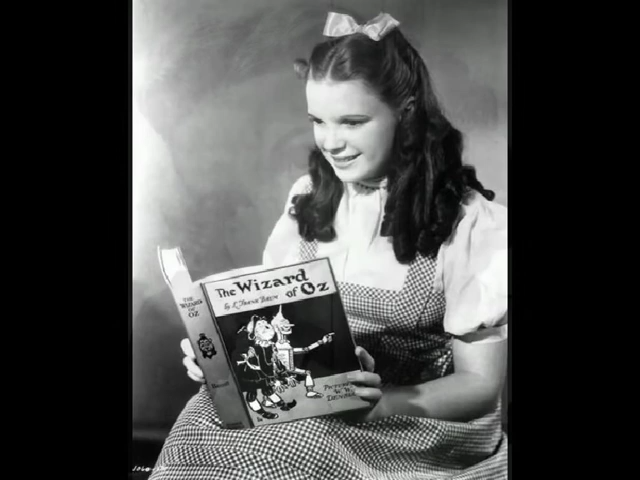 The Wizard
of Oz
by L. Frank Baum
Pictures by
W. W.
Denslow
THE
WIZARD
OF
OZ